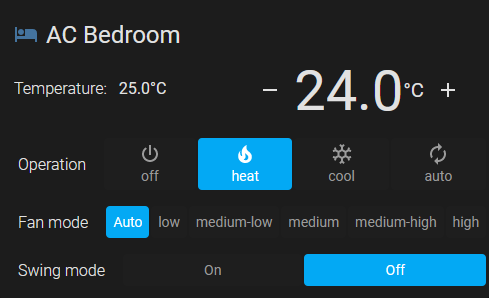 AC Bedroom
Temperature: 25.0°C − 24.0 °C +
Operation off heat cool auto
Fan mode Auto low medium-low medium medium-high high
Swing mode On Off